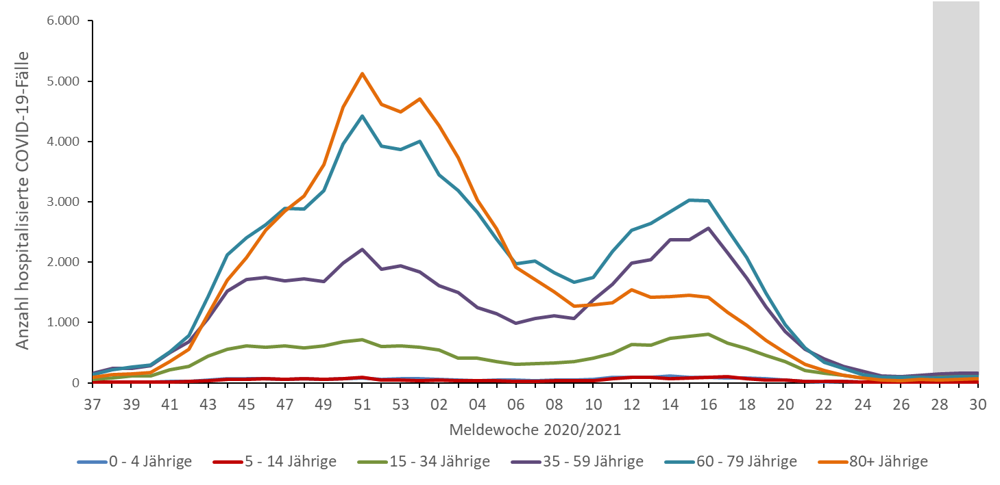 Anzahl hospitalisierte COVID-19-Fälle
6.000
5.000
4.000
3.000
2.000
1.000
0
37 39 41 43 45 47 49 51 53 02 04 06 08 10 12 14 16 18 20 22 24 26 28 30
Meldewoche 2020/2021
0 - 4 Jährige 5 - 14 Jährige 15 - 34 Jährige 35 - 59 Jährige 60 - 79 Jährige 80+ Jährige